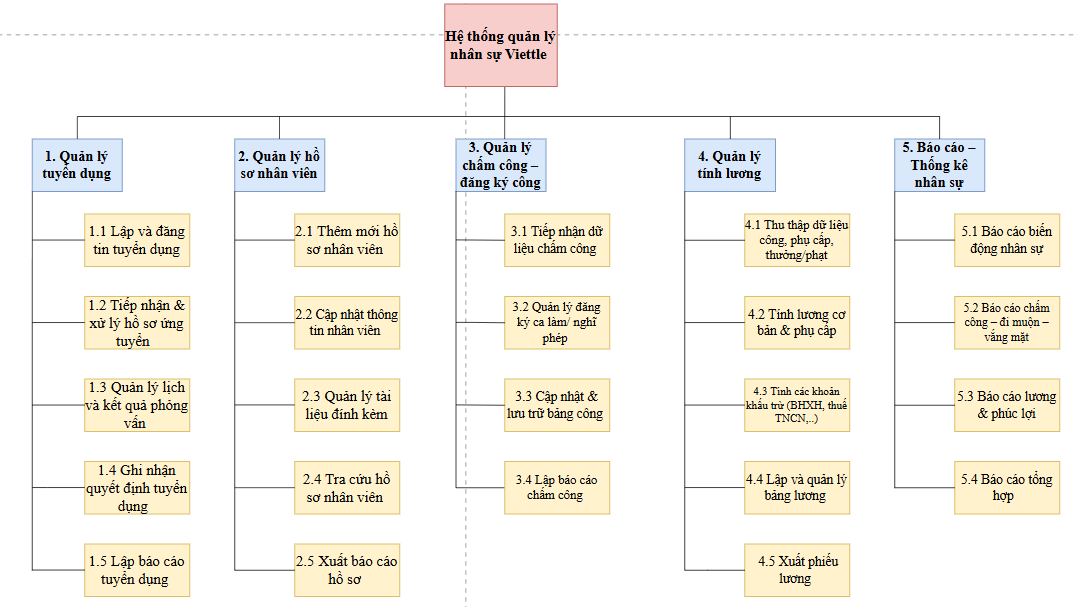 Hệ thống quản lý
nhân sự Viettle
1. Quản lý
tuyển dụng
1.1 Lập và đăng
tin tuyển dụng
1.2 Tiếp nhận &
xử lý hồ sơ ứng
tuyển
1.3 Quản lý lịch
và kết quả phỏng
vấn
1.4 Ghi nhận
quyết định tuyển
dụng
1.5 Lập báo cáo
tuyển dụng
2. Quản lý hồ
sơ nhân viên
2.1 Thêm mới hồ
sơ nhân viên
2.2 Cập nhật thông
tin nhân viên
2.3 Quản lý tài
liệu đính kèm
2.4 Tra cứu hồ
sơ nhân viên
2.5 Xuất báo cáo
hồ sơ
3. Quản lý
chấm công –
đăng ký công
3.1 Tiếp nhận dữ
liệu chấm công
3.2 Quản lý đăng
ký ca làm/ nghỉ
phép
3.3 Cập nhật &
lưu trữ bảng công
3.4 Lập báo cáo
chấm công
4. Quản lý
tính lương
4.1 Thu thập dữ liệu
công, phụ cấp,
thưởng/phạt
4.2 Tính lương cơ
bản & phụ cấp
4.3 Tính các khoản
khấu trừ (BHXH, thuế
TNCN,..)
4.4 Lập và quản lý
bảng lương
4.5 Xuất phiếu
lương
5. Báo cáo –
Thống kê
nhân sự
5.1 Báo cáo biến
động nhân sự
5.2 Báo cáo chấm
công – đi muộn –
vắng mặt
5.3 Báo cáo lương
& phúc lợi
5.4 Báo cáo tổng
hợp